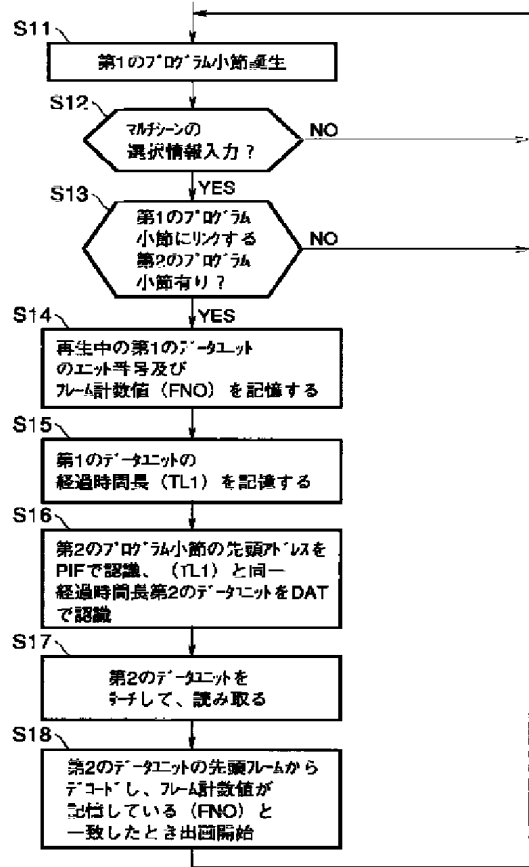 S11
第1のプログラム小節誕生
S12
マルチシーンの
選択情報入力？
NO
YES
S13
第1のプログラム
小節にリンクする
第2のプログラム
小節有り？
NO
YES
S14
再生中の第1のデータユニット
のユニット番号及び
フレーム計数値（FNO）を記憶する
S15
第1のデータユニットの
経過時間長（TL1）を記憶する
S16
第2のプログラム小節の先頭アドレスを
PIFで認識、（TL1）と同一
経過時間長第2のデータユニットをDAT
で認識
S17
第2のデータユニットを
サーチして、読み取る
S18
第2のデータユニットの先頭フレームから
デコードし、フレーム計数値が
記憶している（FNO）と
一致したとき出画開始